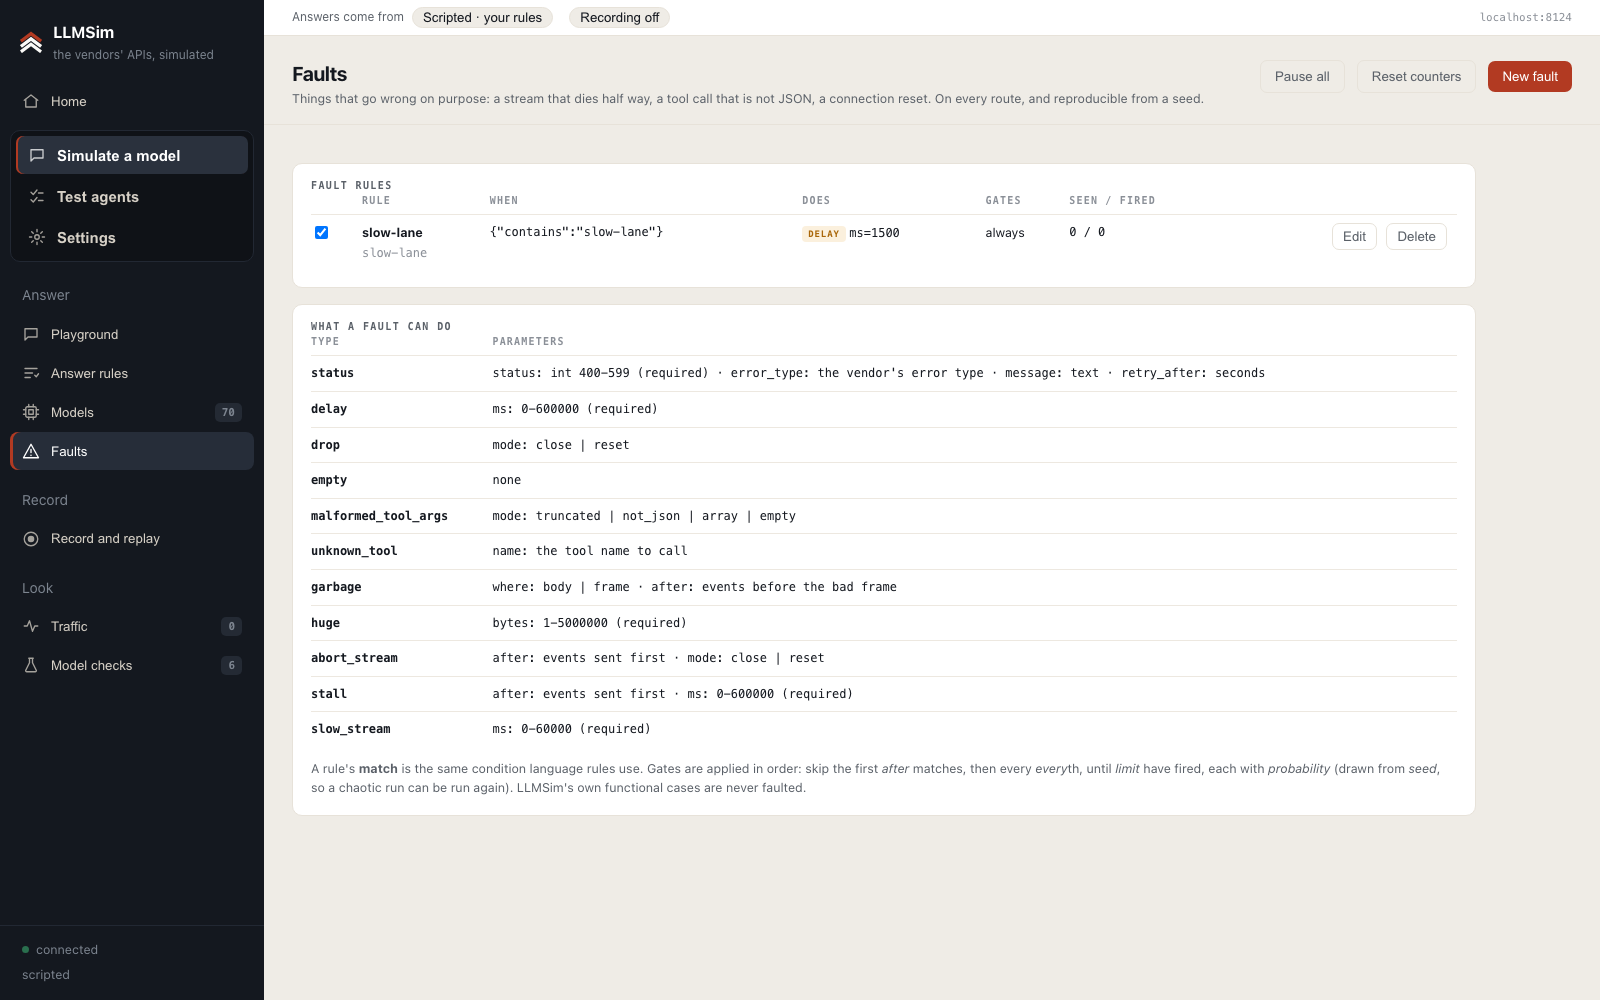 LLMSim
the vendors' APIs, simulated
Home
Simulate a model
Test agents
Settings
Answer
Playground
Answer rules
Models 70
Faults
Record
Record and replay
Look
Traffic 0
Model checks 6
connected
scripted
Answers come from Scripted · your rules Recording off localhost:8124
Faults
Things that go wrong on purpose: a stream that dies half way, a tool call that is not JSON, a connection reset. On every route, and reproducible from a seed.
Pause all Reset counters New fault
FAULT RULES
RULE WHEN DOES GATES SEEN / FIRED
slow-lane {"contains":"slow-lane"} DELAY ms=1500 always 0 / 0 Edit Delete
slow-lane
WHAT A FAULT CAN DO
TYPE PARAMETERS
status status: int 400-599 (required) · error_type: the vendor's error type · message: text · retry_after: seconds
delay ms: 0-600000 (required)
drop mode: close | reset
empty none
malformed_tool_args mode: truncated | not_json | array | empty
unknown_tool name: the tool name to call
garbage where: body | frame · after: events before the bad frame
huge bytes: 1-5000000 (required)
abort_stream after: events sent first · mode: close | reset
stall after: events sent first · ms: 0-600000 (required)
slow_stream ms: 0-60000 (required)
A rule's match is the same condition language rules use. Gates are applied in order: skip the first after matches, then every everyth, until limit have fired, each with probability (drawn from seed,
so a chaotic run can be run again). LLMSim's own functional cases are never faulted.